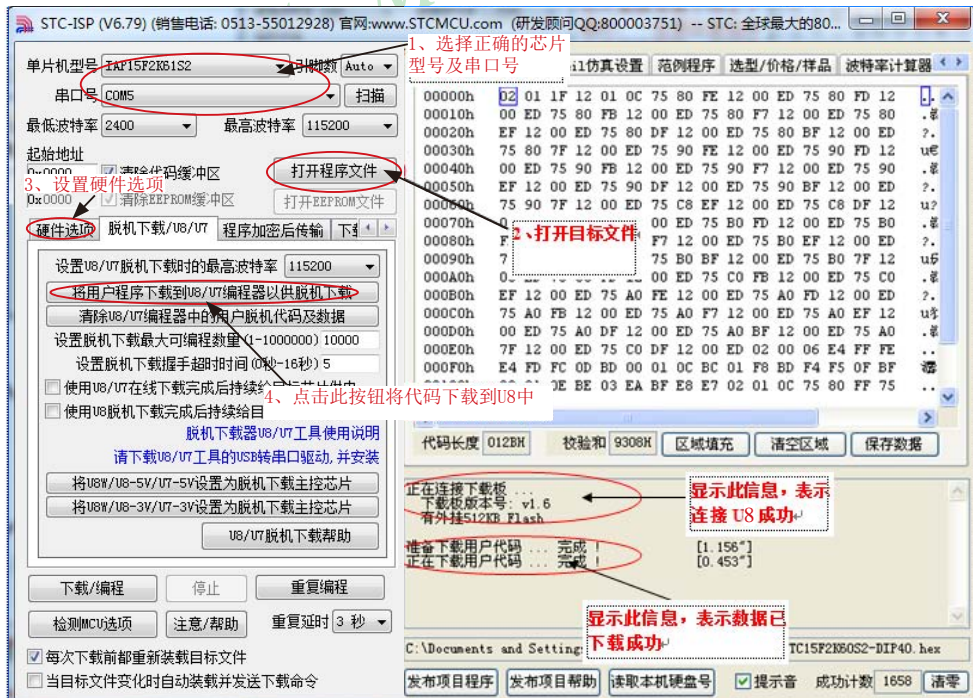 STC-ISP (V6.79) (销售电话: 0513-55012928) 官网:www.STCMCU.com (研发顾问QQ:800003751) -- STC: 全球最大的80...
1、选择正确的芯片
型号及串口号
单片机型号 IAP15F2K61S2 引脚数 Auto
串口号 COM5 扫描
最低波特率 2400 最高波特率 115200
起始地址
0x0000 清除代码缓冲区 打开程序文件
3、设置硬件选项
0x0000 清除EEPROM缓冲区 打开EEPROM文件
硬件选项 脱机下载/U8/U7 程序加密后传输
设置U8/U7脱机下载时的最高波特率 115200
将用户程序下载到U8/U7编程器以供脱机下载
清除U8/U7编程器中的用户脱机代码及数据
设置脱机下载最大可编程数量(1-1000000) 10000
设置脱机下载握手超时时间(0秒-16秒) 5
使用U8/U7在线下载完成后持续给目标芯片供电
4、点击此按钮将代码下载到U8中
使用U8脱机下载完成后持续给目
脱机下载器U8/U7工具使用说明
请下载U8/U7工具的USB转串口驱动,并安装
将U8W/U8-5V/U7-5V设置为脱机下载主控芯片
将U8W/U8-3V/U7-3V设置为脱机下载主控芯片
U8/U7脱机下载帮助
下载/编程 停止 重复编程
检测MCU选项 注意/帮助 重复延时 3 秒
每次下载前都重新装载目标文件
当目标文件变化时自动装载并发送下载命令
il仿真设置 范例程序 选型/价格/样品 波特率计算器
00000h 02 01 1F 12 01 0C 75 80 FE 12 00 ED 75 80 FD 12
00010h 00 ED 75 80 FB 12 00 ED 75 80 F7 12 00 ED 75 80
00020h EF 12 00 ED 75 80 DF 12 00 ED 75 80 BF 12 00 ED ?.
00030h 75 80 7F 12 00 ED 75 90 FE 12 00 ED 75 90 FD 12 u€
00040h 00 ED 75 90 FB 12 00 ED 75 90 F7 12 00 ED 75 90
00050h EF 12 00 ED 75 90 DF 12 00 ED 75 90 BF 12 00 ED ?.
00060h 75 90 7F 12 00 ED 75 C8 EF 12 00 ED 75 C8 DF 12 u?
00070h 00 ED 75 B0 FD 12 00 ED 75 B0
2、打开目标文件
00080h F F7 12 00 ED 75 B0 EF 12 00 ED ?.
00090h 7 75 B0 BF 12 00 ED 75 B0 7F 12
000A0h 00 ED 75 C0 FB 12 00 ED 75 C0
000B0h EF 12 00 ED 75 A0 FE 12 00 ED 75 A0 FD 12 00 ED ?.
000C0h 75 A0 FB 12 00 ED 75 A0 F7 12 00 ED 75 A0 EF 12
000D0h 00 ED 75 A0 DF 12 00 ED 75 A0 BF 12 00 ED 75 A0
000E0h 7F 12 00 ED 75 C0 DF 12 00 ED 02 00 06 E4 FF FE ..
000F0h E4 FD FC 0D BD 00 01 0C BC 01 F8 BD F4 F5 0F BF
0E BE 03 EA BF E8 E7 02 01 0C 75 80 FF 75 ..
代码长度 012BH 校验和 9308H 区域填充 清空区域 保存数据
正在连接下载板 ...
下载板版本号: v1.6
有外挂512KB Flash
显示此信息，表示
连接 U8 成功
准备下载用户代码 ... 完成 ! [1.156"]
正在下载用户代码 ... 完成 ! [0.453"]
显示此信息，表示数据已
下载成功
C:\Documents and Setting TC15F2K60S2-DIP40.hex
发布项目程序 发布项目帮助 读取本机硬盘号 提示音 成功计数 1658 清零